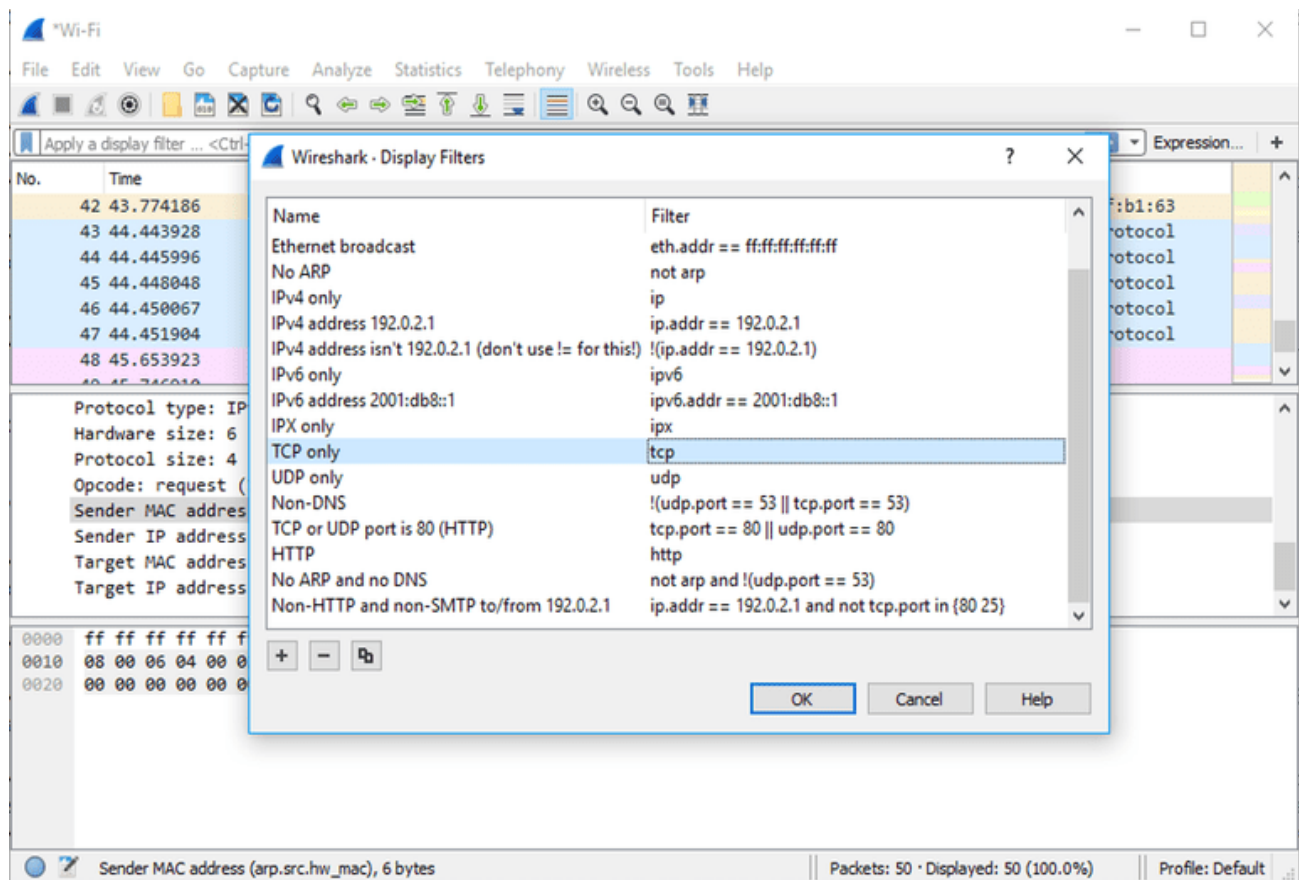 *Wi-Fi
File Edit View Go Capture Analyze Statistics Telephony Wireless Tools Help
Apply a display filter ... <Ctrl- Expression... +
No. Time
42 43.774186 :b1:63
43 44.443928 otocol
44 44.445996 otocol
45 44.448048 otocol
46 44.450067 otocol
47 44.451904 otocol
48 45.653923
Protocol type: IP
Hardware size: 6
Protocol size: 4
Opcode: request (
Sender MAC addres
Sender IP address
Target MAC addres
Target IP address
0000 ff ff ff ff ff f
0010 08 00 06 04 00 0
0020 00 00 00 00 00 0
Wireshark · Display Filters ?
Name Filter
Ethernet broadcast eth.addr == ff:ff:ff:ff:ff:ff
No ARP not arp
IPv4 only ip
IPv4 address 192.0.2.1 ip.addr == 192.0.2.1
IPv4 address isn't 192.0.2.1 (don't use != for this!) !(ip.addr == 192.0.2.1)
IPv6 only ipv6
IPv6 address 2001:db8::1 ipv6.addr == 2001:db8::1
IPX only ipx
TCP only tcp
UDP only udp
Non-DNS !(udp.port == 53 || tcp.port == 53)
TCP or UDP port is 80 (HTTP) tcp.port == 80 || udp.port == 80
HTTP http
No ARP and no DNS not arp and !(udp.port == 53)
Non-HTTP and non-SMTP to/from 192.0.2.1 ip.addr == 192.0.2.1 and not tcp.port in {80 25}
+ −
OK Cancel Help
Sender MAC address (arp.src.hw_mac), 6 bytes Packets: 50 · Displayed: 50 (100.0%) Profile: Default